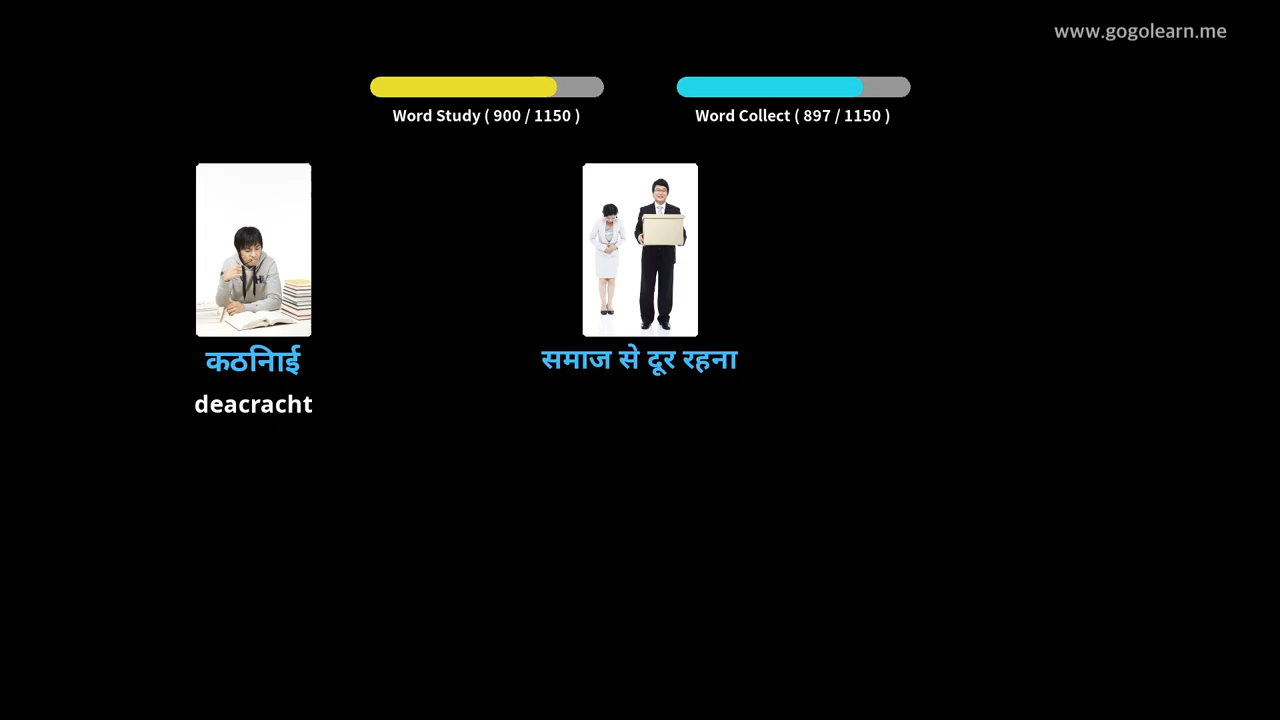 www.gogolearn.me
Word Study ( 900 / 1150 )
Word Collect ( 897 / 1150 )
कठिनाई
समाज से दूर रहना
deacracht